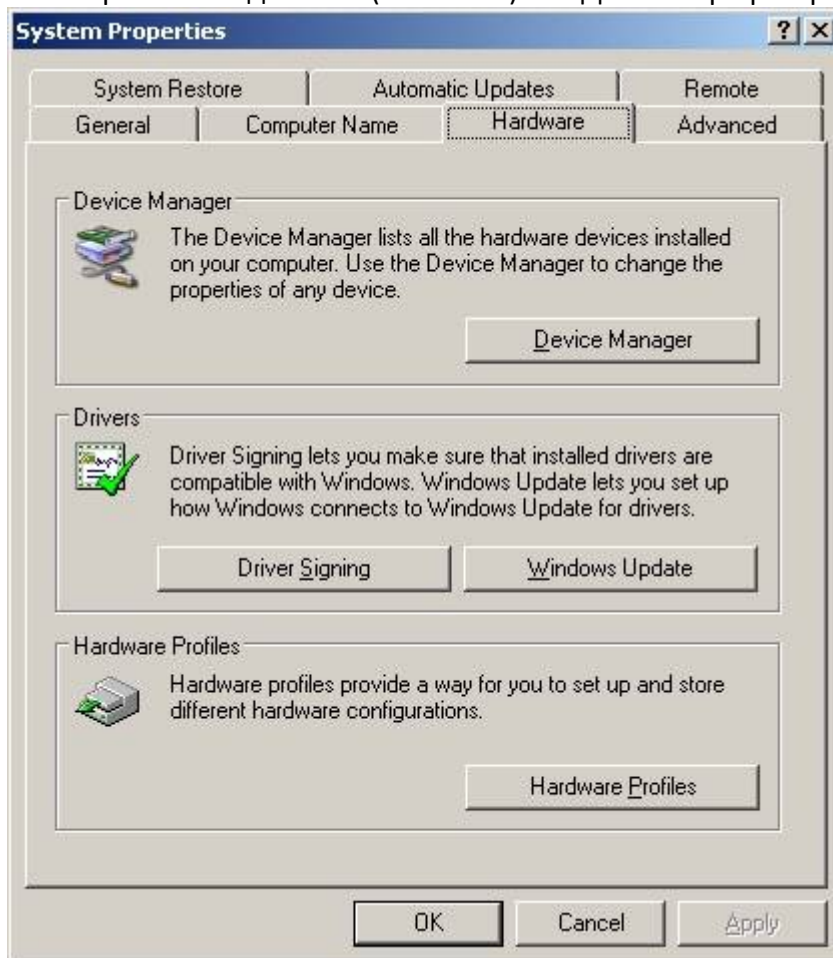 System Properties
System Restore Automatic Updates Remote
General Computer Name Hardware Advanced
Device Manager
The Device Manager lists all the hardware devices installed
on your computer. Use the Device Manager to change the
properties of any device.
Device Manager
Drivers
Driver Signing lets you make sure that installed drivers are
compatible with Windows. Windows Update lets you set up
how Windows connects to Windows Update for drivers.
Driver Signing Windows Update
Hardware Profiles
Hardware profiles provide a way for you to set up and store
different hardware configurations.
Hardware Profiles
OK Cancel Apply